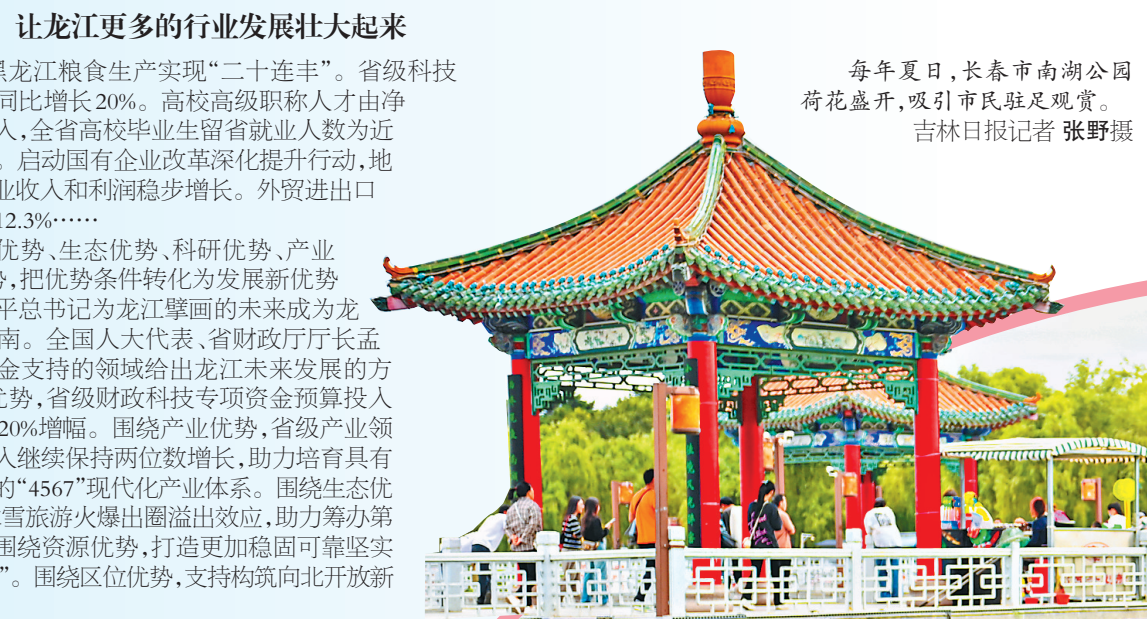 让龙江更多的行业发展壮大起来
黑龙江粮食生产实现“二十连丰”。省级科技
同比增长20%。高校高级职称人才由净
入,全省高校毕业生留省就业人数为近
。启动国有企业改革深化提升行动,地
业收入和利润稳步增长。外贸进出口
12.3%……
优势、生态优势、科研优势、产业
势,把优势条件转化为发展新优势
平总书记为龙江擘画的未来成为龙
南。全国人大代表、省财政厅厅长孟
金支持的领域给出龙江未来发展的方
优势,省级财政科技专项资金预算投入
20%增幅。围绕产业优势,省级产业领
入继续保持两位数增长,助力培育具有
的“4567”现代化产业体系。围绕生态优
雪旅游火爆出圈溢出效应,助力筹办第
围绕资源优势,打造更加稳固可靠坚实
”。围绕区位优势,支持构筑向北开放新
每年夏日,长春市南湖公园
荷花盛开,吸引市民驻足观赏。
吉林日报记者 张野摄